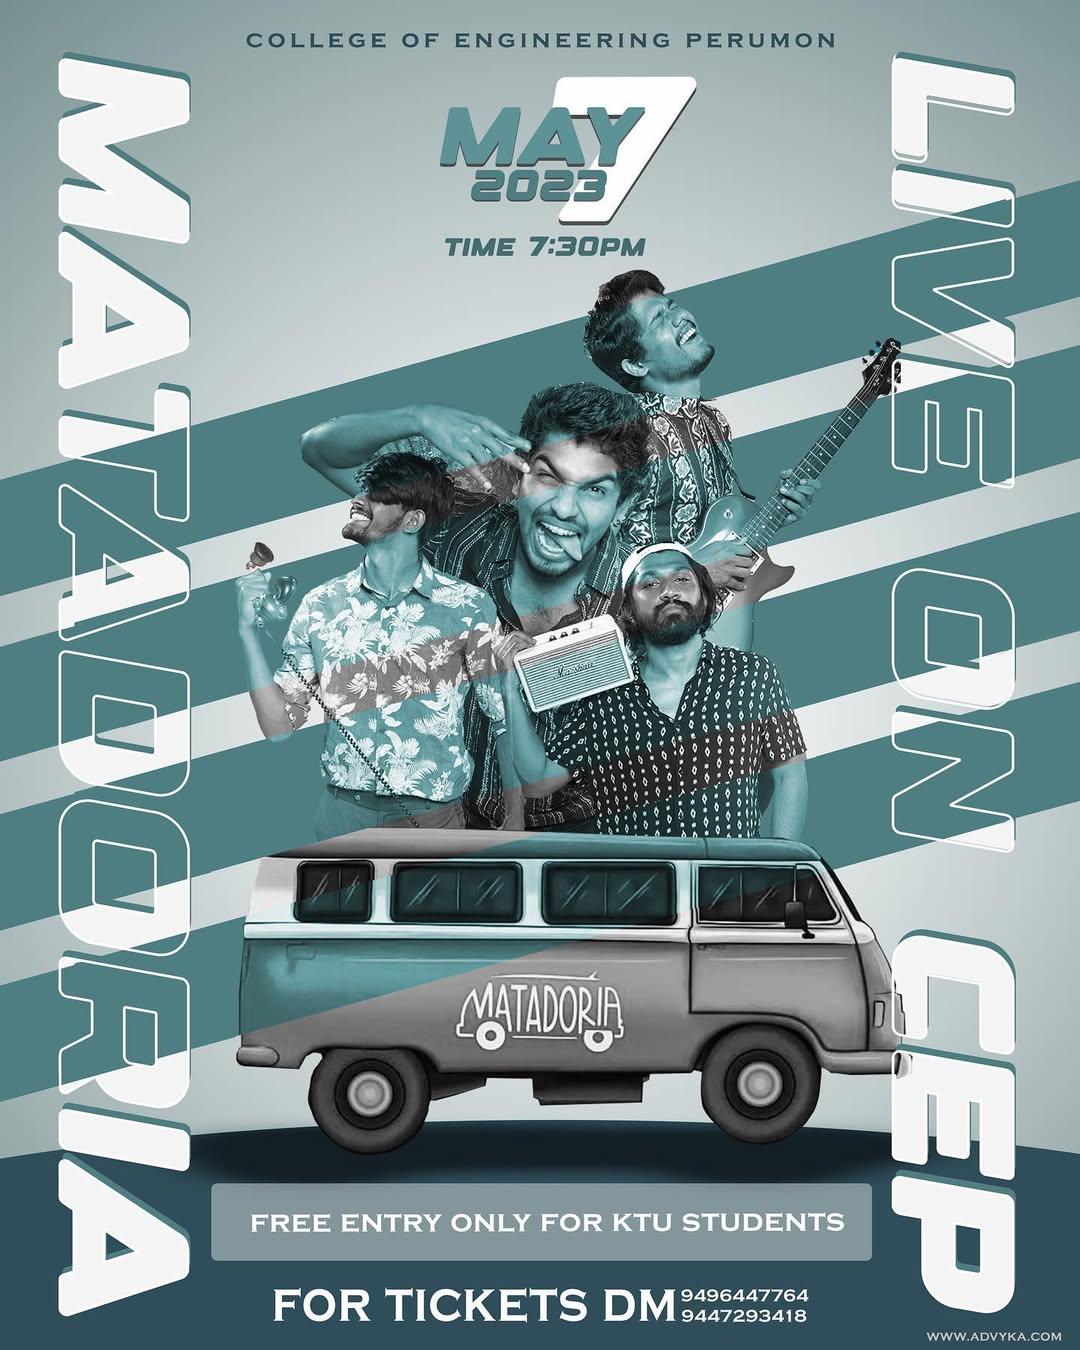 COLLEGE OF ENGINEERING PERUMON
MATADORIA
LIVE ON CEP
MAY 7
2023
TIME 7:30PM
Marshall
MATADORIA
FREE ENTRY ONLY FOR KTU STUDENTS
FOR TICKETS DM
9496447764
9447293418
WWW.ADVYKA.COM